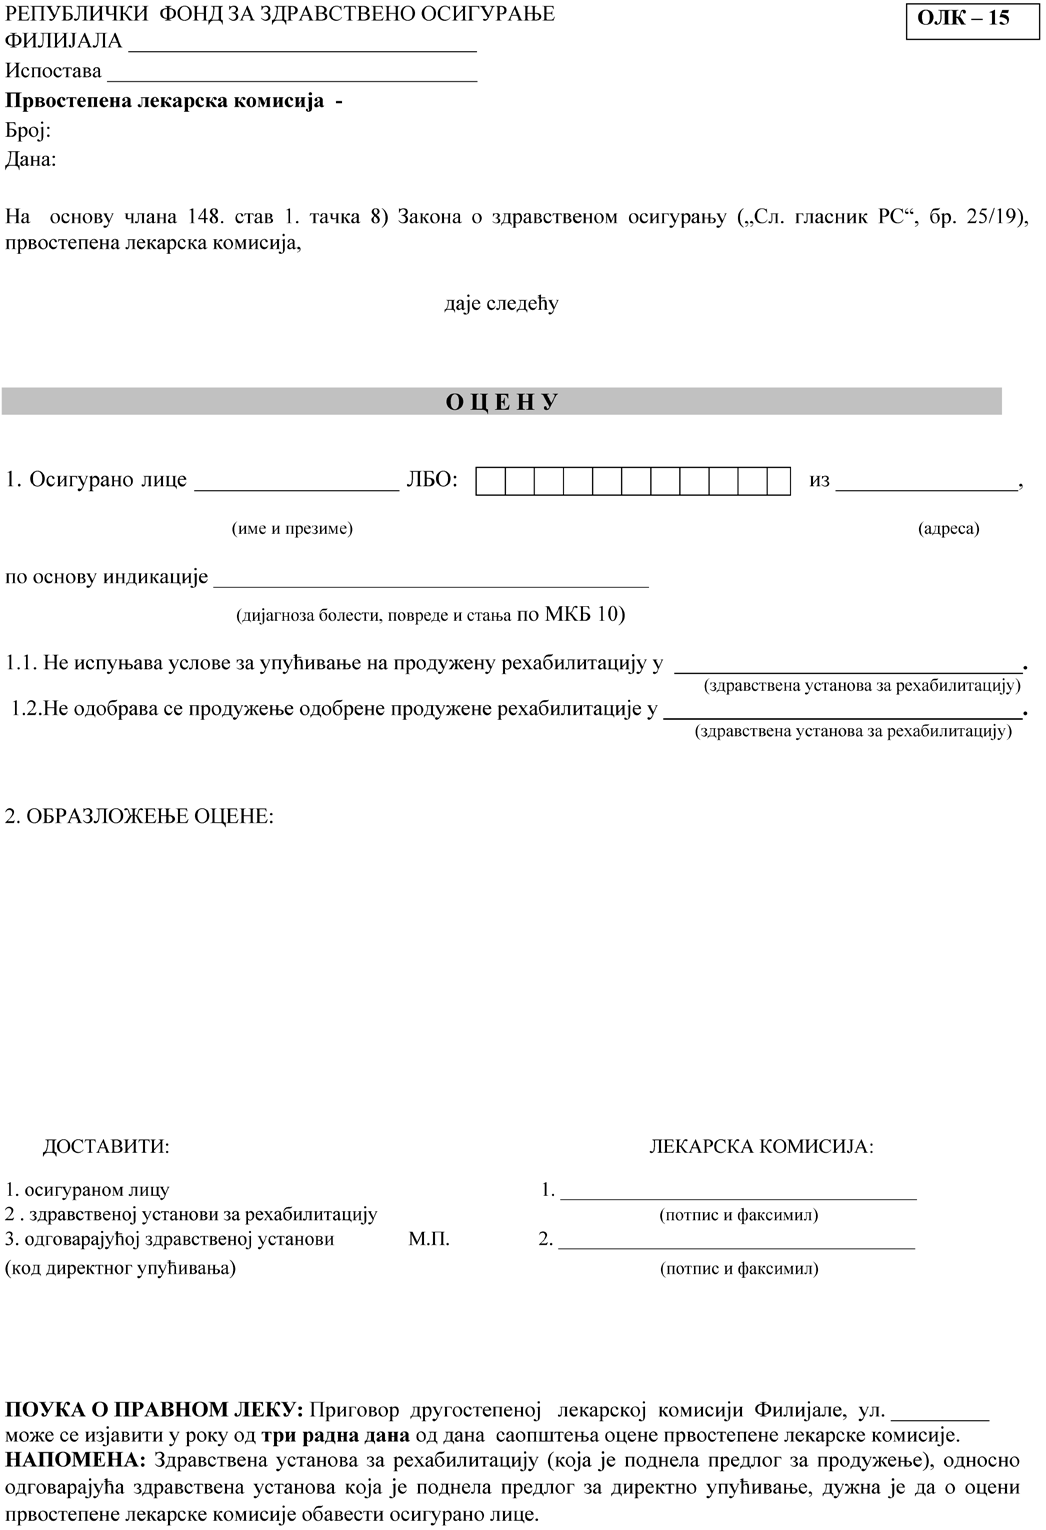 РЕПУБЛИЧКИ ФОНД ЗА ЗДРАВСТВЕНО ОСИГУРАЊЕ
ОЛК – 15
ФИЛИЈАЛА
Испостава
Првостепена лекарска комисија -
Број:
Дана:
На основу члана 148. став 1. тачка 8) Закона о здравственом осигурању („Сл. гласник РС“, бр. 25/19),
првостепена лекарска комисија,
даје следећу
О Ц Е Н У
1. Осигурано лице ____ ЛБО: из ____,
(име и презиме) (адреса)
по основу индикације ____
(дијагноза болести, повреде и стања по МКБ 10)
1.1. Не испуњава услове за упућивање на продужену рехабилитацију у ____.
(здравствена установа за рехабилитацију)
1.2.Не одобрава се продужење одобрене продужене рехабилитације у ____.
(здравствена установа за рехабилитацију)
2. ОБРАЗЛОЖЕЊЕ ОЦЕНЕ:
ДОСТАВИТИ: ЛЕКАРСКА КОМИСИЈА:
1. осигураном лицу 1. ____
2 . здравственој установи за рехабилитацију (потпис и факсимил)
3. одговарајућој здравственој установи М.П. 2. ____
(код директног упућивања) (потпис и факсимил)
ПОУКА О ПРАВНОМ ЛЕКУ: Приговор другостепеној лекарској комисији Филијале, ул. ____
може се изјавити у року од три радна дана од дана саопштења оцене првостепене лекарске комисије.
НАПОМЕНА: Здравствена установа за рехабилитацију (која је поднела предлог за продужење), односно
одговарајућа здравствена установа која је поднела предлог за директно упућивање, дужна је да о оцени
првостепене лекарске комисије обавести осигурано лице.